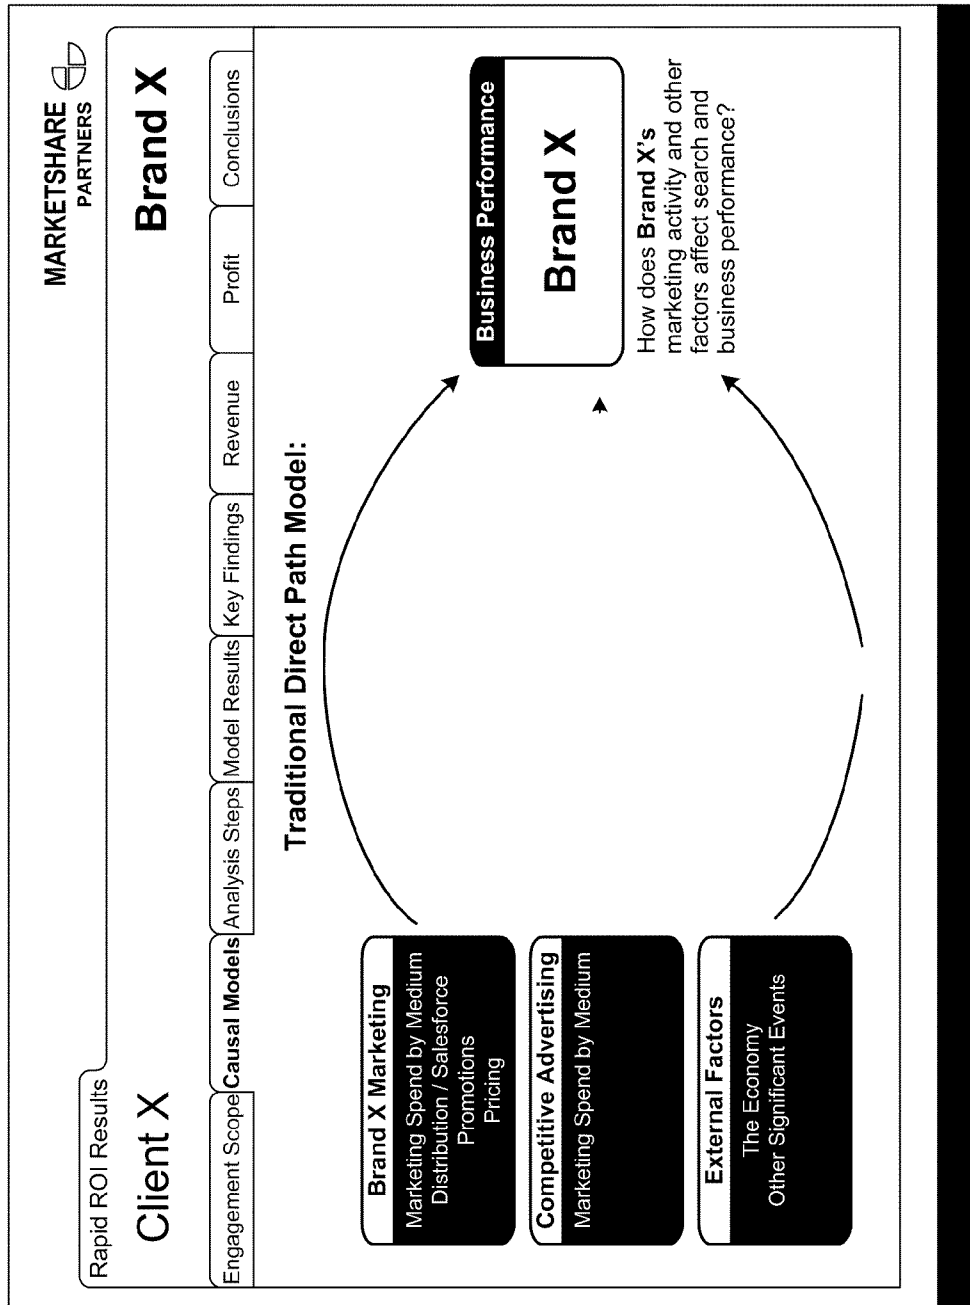 MARKETSHARE
PARTNERS
Rapid ROI Results
Client X
Brand X
Engagement Scope
Causal Models
Analysis Steps
Model Results
Key Findings
Revenue
Profit
Conclusions
Traditional Direct Path Model:
Brand X Marketing
Marketing Spend by Medium
Distribution / Salesforce
Promotions
Pricing
Competitive Advertising
Marketing Spend by Medium
External Factors
The Economy
Other Significant Events
Business Performance
Brand X
How does Brand X's
marketing activity and other
factors affect search and
business performance?